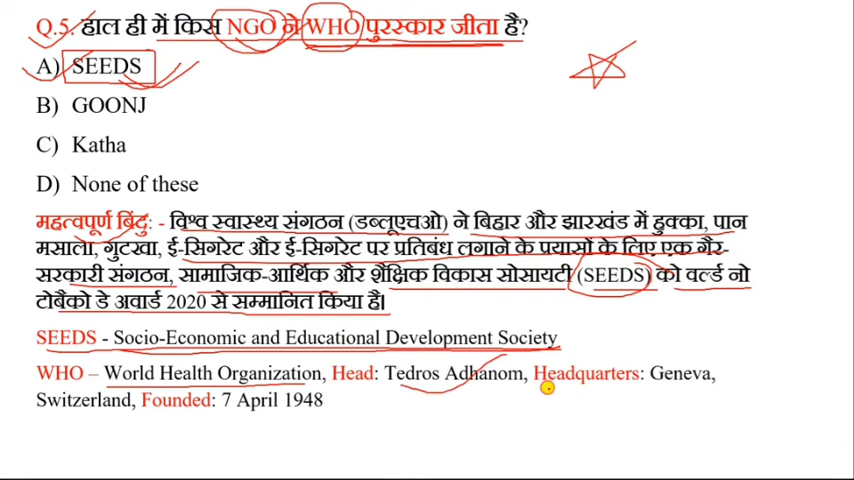 Q.5. हाल ही में किस NGO ने WHO पुरस्कार जीता है?
A) SEEDS
B) GOONJ
C) Katha
D) None of these
महत्वपूर्ण बिंदु: - विश्व स्वास्थ्य संगठन (डब्लूएचओ) ने बिहार और झारखंड में हुक्का, पान
मसाला, गुटखा, ई-सिगरेट और ई-सिगरेट पर प्रतिबंध लगाने के प्रयासों के लिए एक गैर-
सरकारी संगठन, सामाजिक-आर्थिक और शैक्षिक विकास सोसायटी (SEEDS) को वर्ल्ड नो
टोबैको डे अवार्ड 2020 से सम्मानित किया है।
SEEDS - Socio-Economic and Educational Development Society
WHO – World Health Organization, Head: Tedros Adhanom, Headquarters: Geneva,
Switzerland, Founded: 7 April 1948